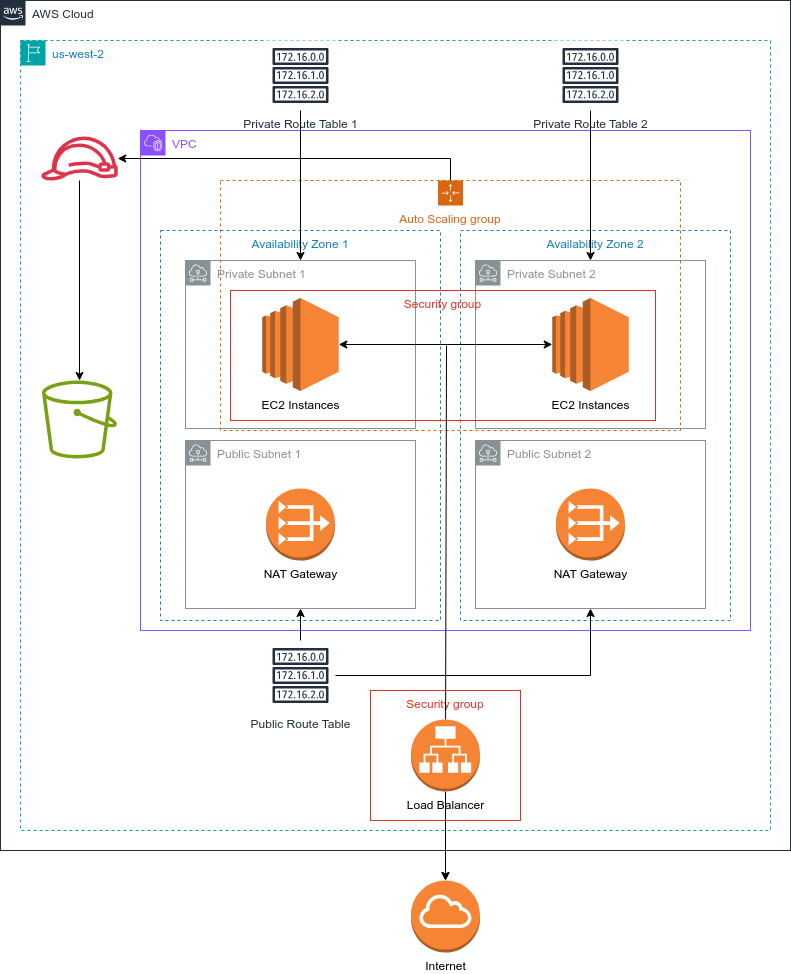 aws
AWS Cloud
us-west-2
172.16.0.0
172.16.1.0
172.16.2.0
Private Route Table 1
172.16.0.0
172.16.1.0
172.16.2.0
Private Route Table 2
VPC
Auto Scaling group
Availability Zone 1
Availability Zone 2
Private Subnet 1
Private Subnet 2
Security group
EC2 Instances
EC2 Instances
Public Subnet 1
Public Subnet 2
NAT Gateway
NAT Gateway
172.16.0.0
172.16.1.0
172.16.2.0
Public Route Table
Security group
Load Balancer
Internet